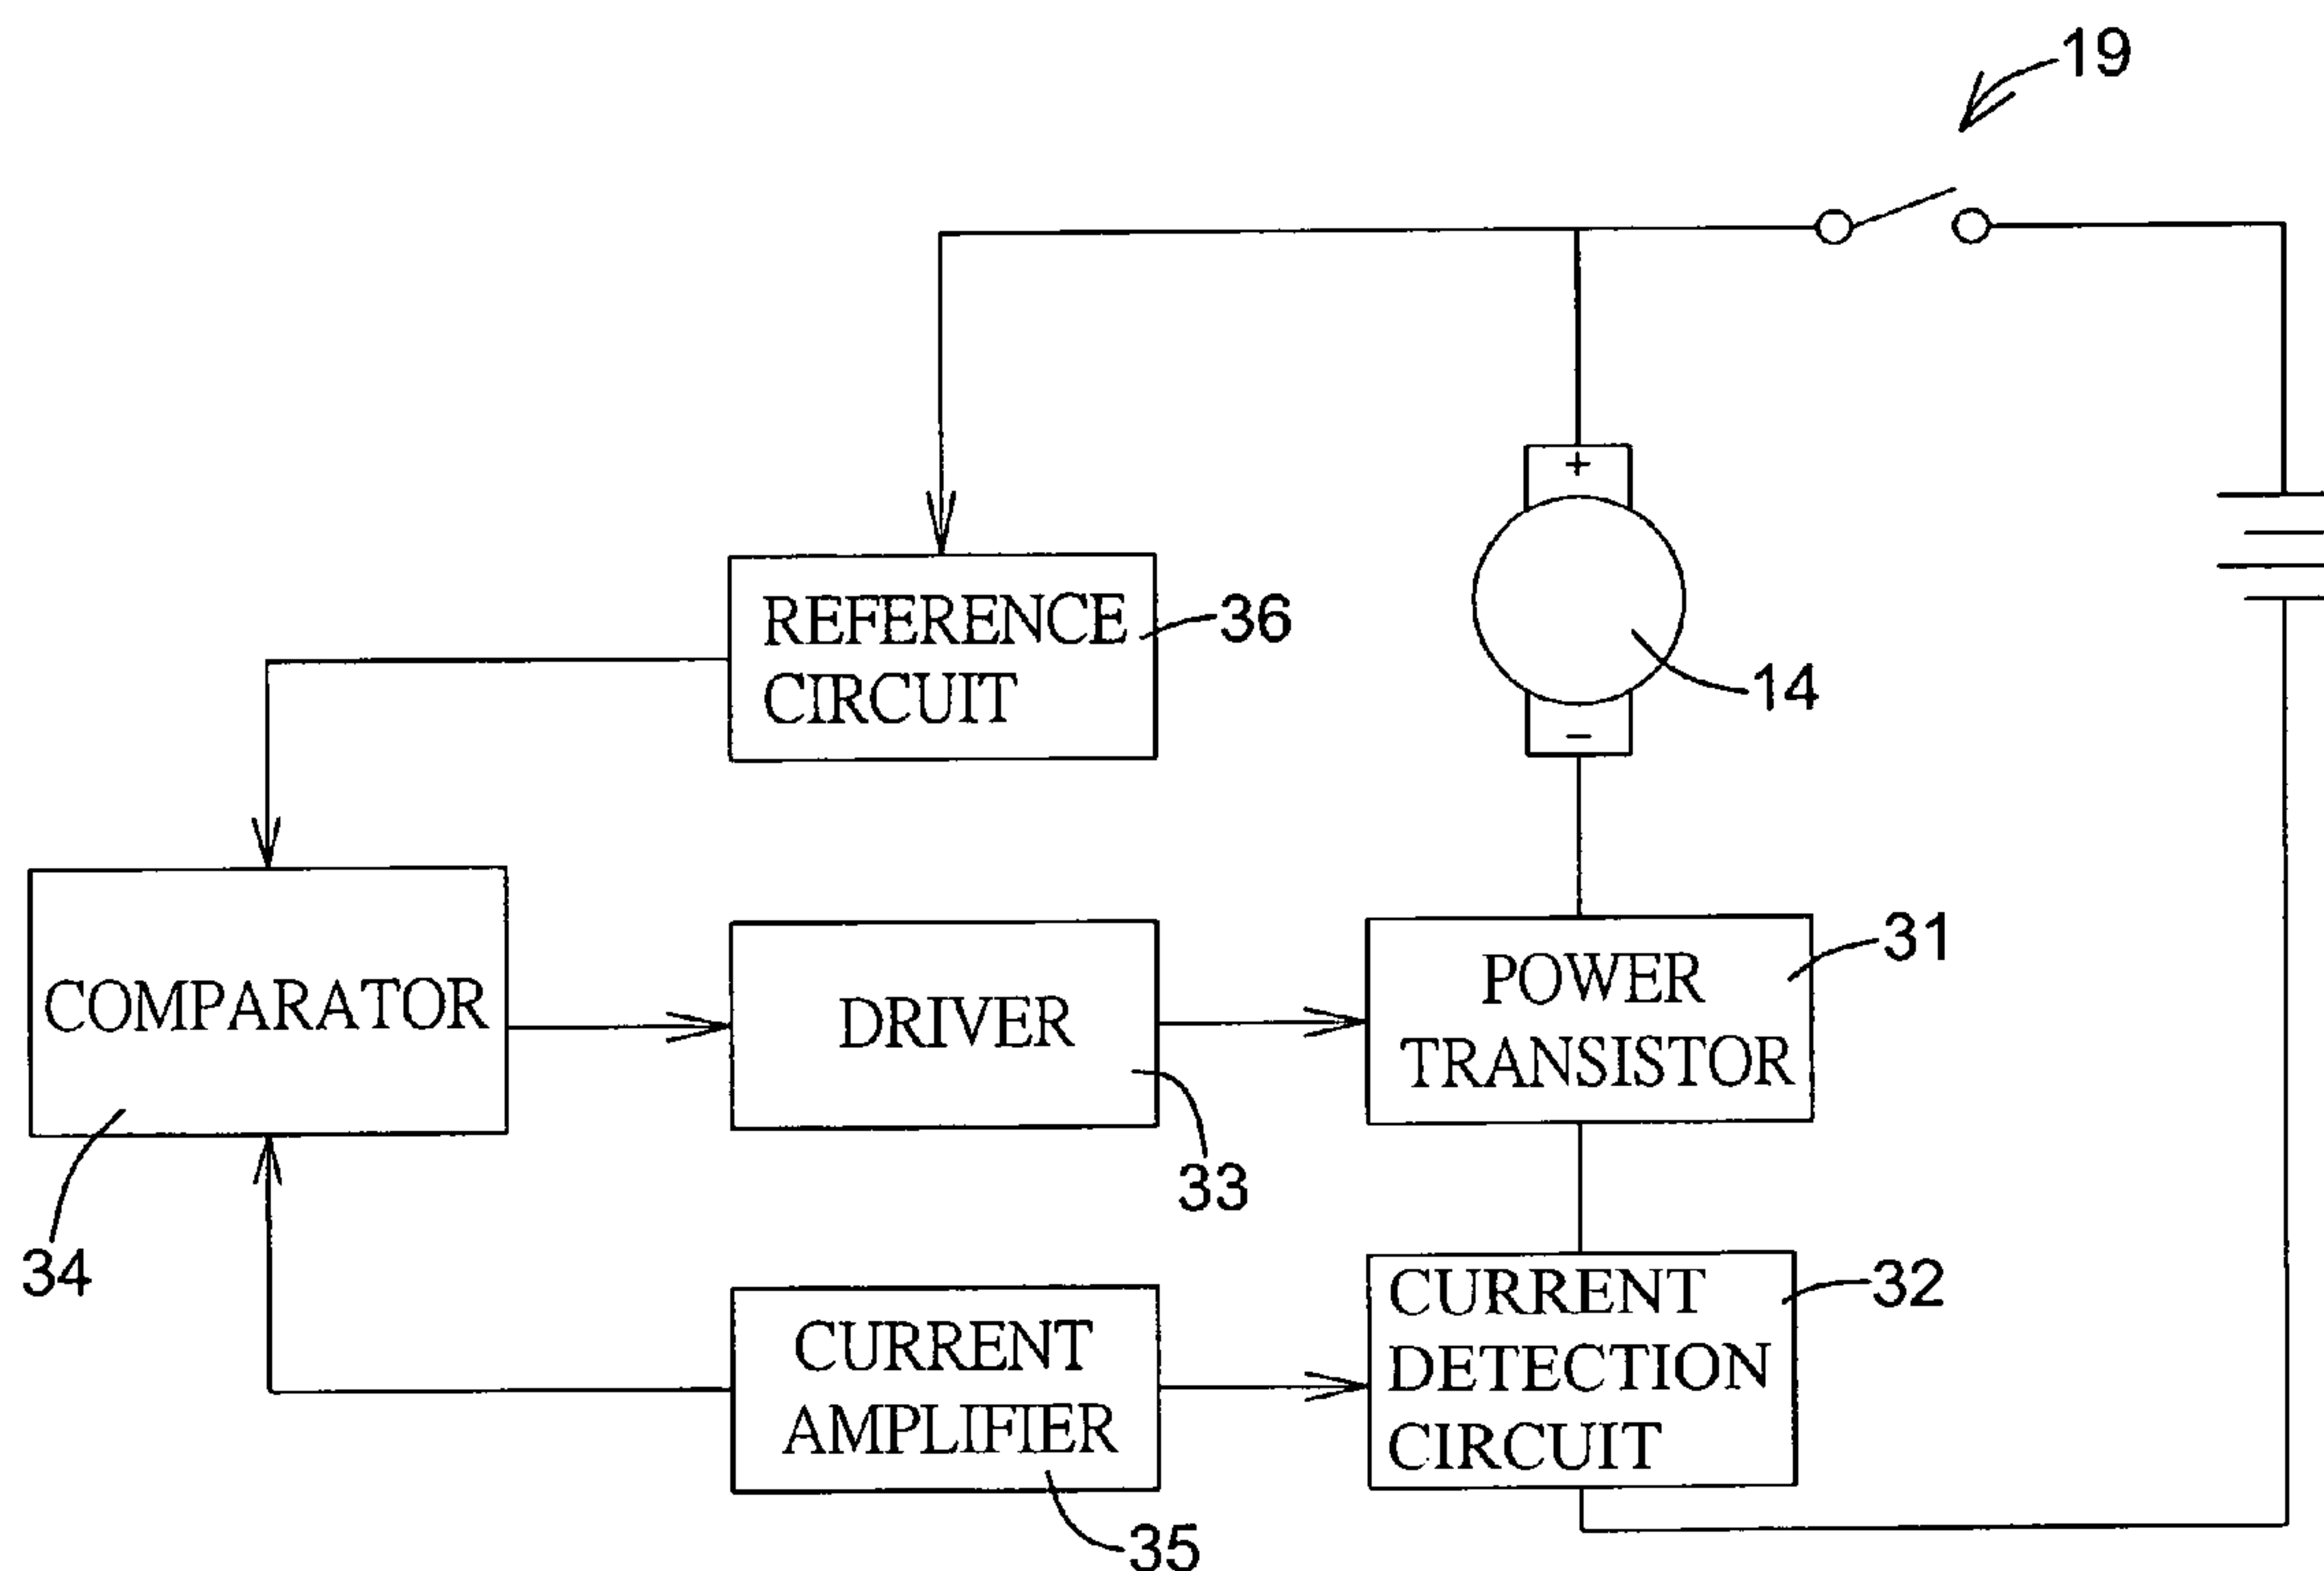 19
+
REFERENCE
CIRCUIT
36
14
-
COMPARATOR
34
DRIVER
33
POWER
TRANSISTOR
31
CURRENT
AMPLIFIER
35
CURRENT
DETECTION
CIRCUIT
32